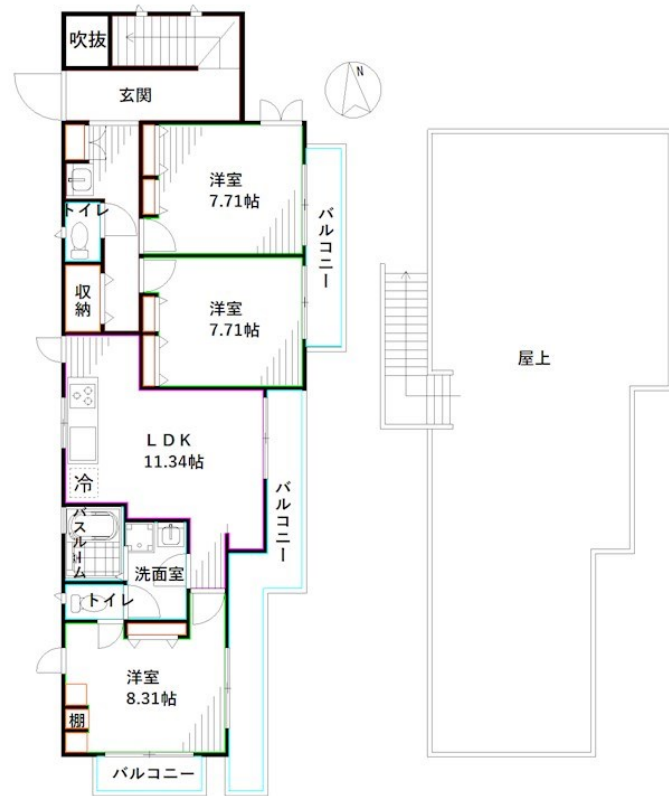 吹抜
玄関
N
洋室
7.71帖
トイレ
バルコニー
収納
洋室
7.71帖
屋上
LDK
11.34帖
冷
バルコニー
バスルーム
洗面室
トイレ
洋室
8.31帖
棚
バルコニー